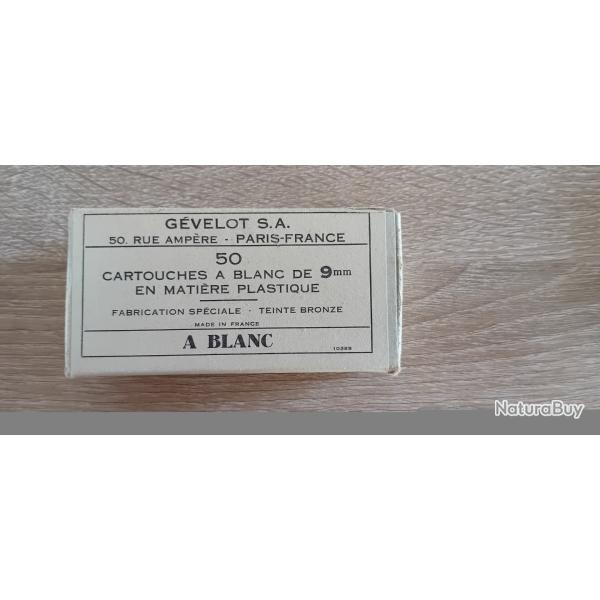 GÉVELOT S.A.
50. RUE AMPÈRE - PARIS-FRANCE
50
CARTOUCHES A BLANC DE 9mm
EN MATIÈRE PLASTIQUE
FABRICATION SPÉCIALE - TEINTE BRONZE
MADE IN FRANCE
A BLANC
10389
NaturaBuy